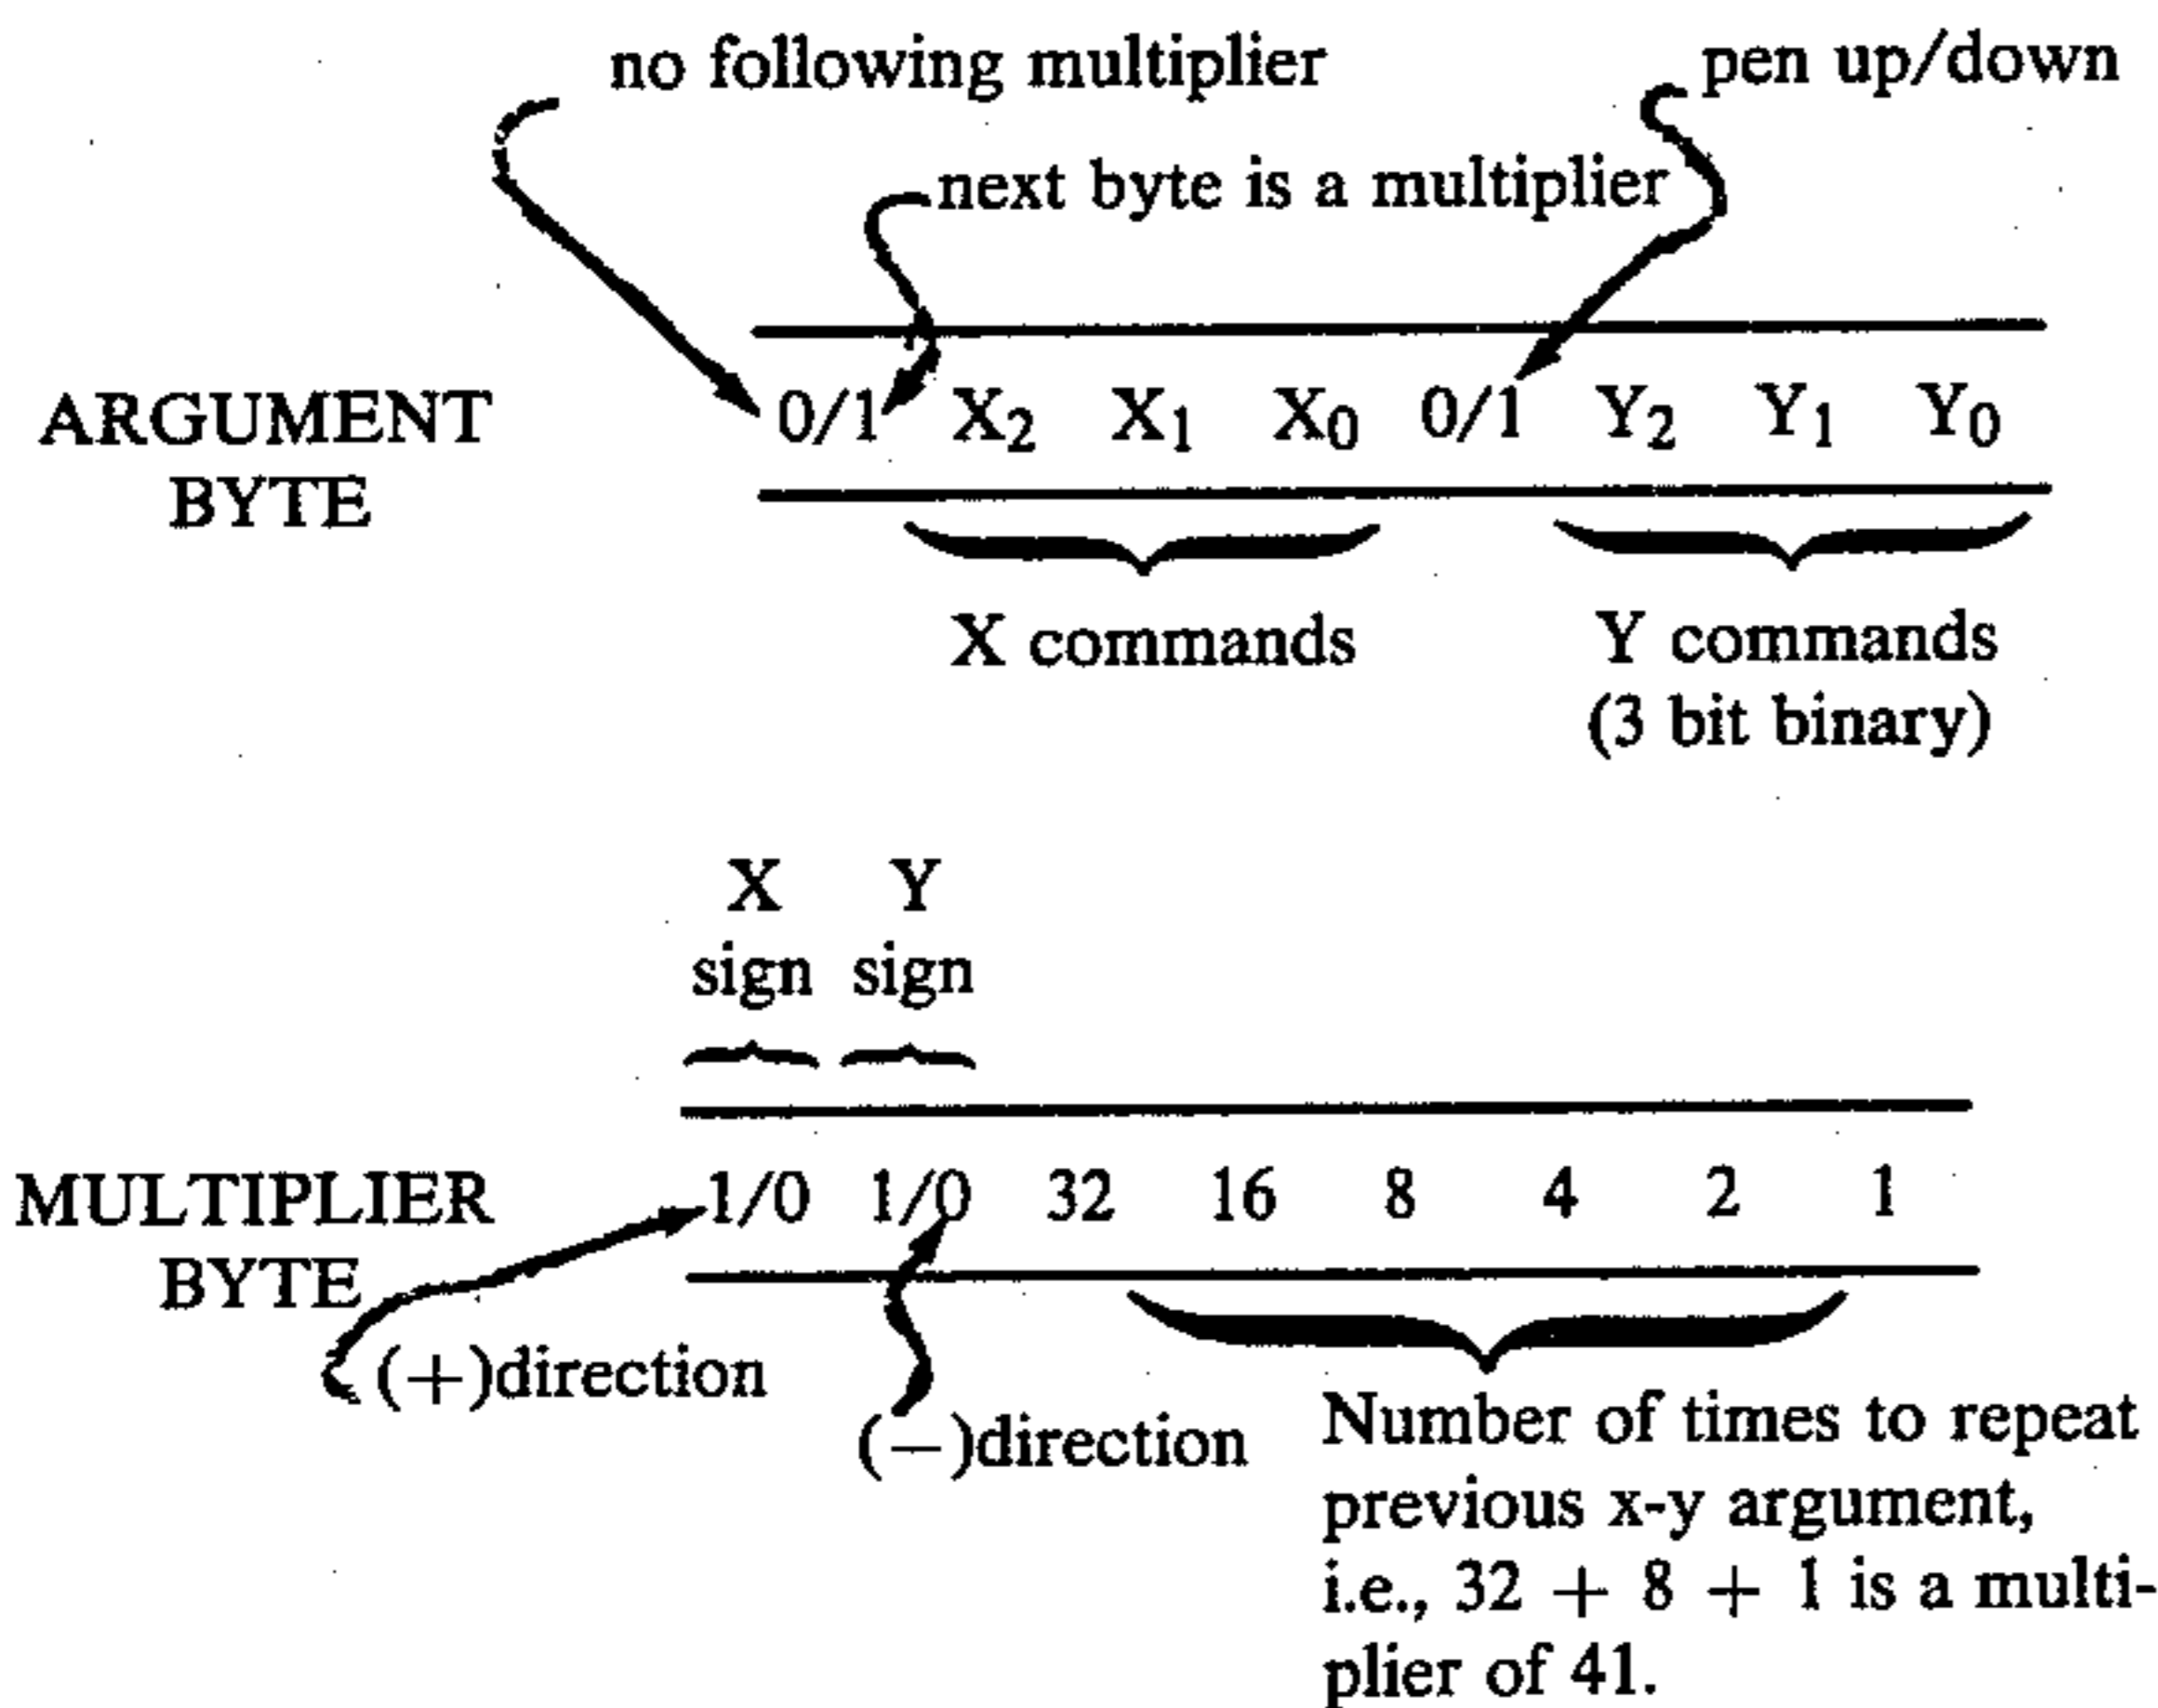 no following multiplier
pen up/down
next byte is a multiplier
ARGUMENT
BYTE
0/1 X2 X1 X0 0/1 Y2 Y1 Y0
X commands
Y commands
(3 bit binary)
X Y
sign sign
MULTIPLIER
BYTE
1/0 1/0 32 16 8 4 2 1
(+)direction
(−)direction
Number of times to repeat
previous x-y argument,
i.e., 32 + 8 + 1 is a multi-
plier of 41.